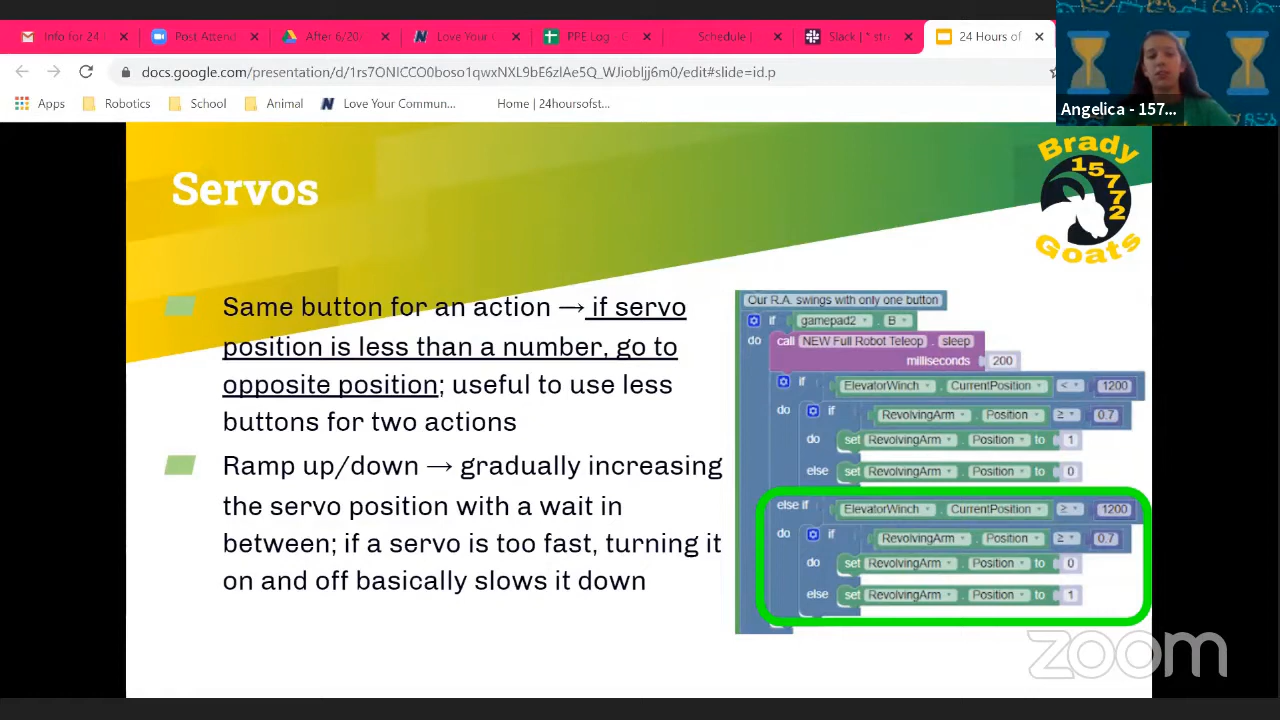 Info for 24
Post Attend
After 6/20/
Love Your C
PPE Log - C
Schedule |
Slack | * str
24 Hours of
docs.google.com/presentation/d/1rs7ONICCO0boso1qwxNXL9bE6zlAe5Q_WJiobljj6m0/edit#slide=id.p
Apps Robotics School Animal Love Your Commun... Home | 24hoursofst...
Angelica - 157...
Brady
15772
Goats
Servos
Same button for an action → if servo
position is less than a number, go to
opposite position; useful to use less
buttons for two actions
Ramp up/down → gradually increasing
the servo position with a wait in
between; if a servo is too fast, turning it
on and off basically slows it down
Our R.A. swings with only one button
if gamepad2 . B
do call NEW Full Robot Teleop . sleep
milliseconds 200
if ElevatorWinch . CurrentPosition < 1200
do if RevolvingArm . Position ≥ 0.7
do set RevolvingArm . Position to 1
else set RevolvingArm . Position to 0
else if ElevatorWinch . CurrentPosition ≥ 1200
do if RevolvingArm . Position ≥ 0.7
do set RevolvingArm . Position to 0
else set RevolvingArm . Position to 1
zoom